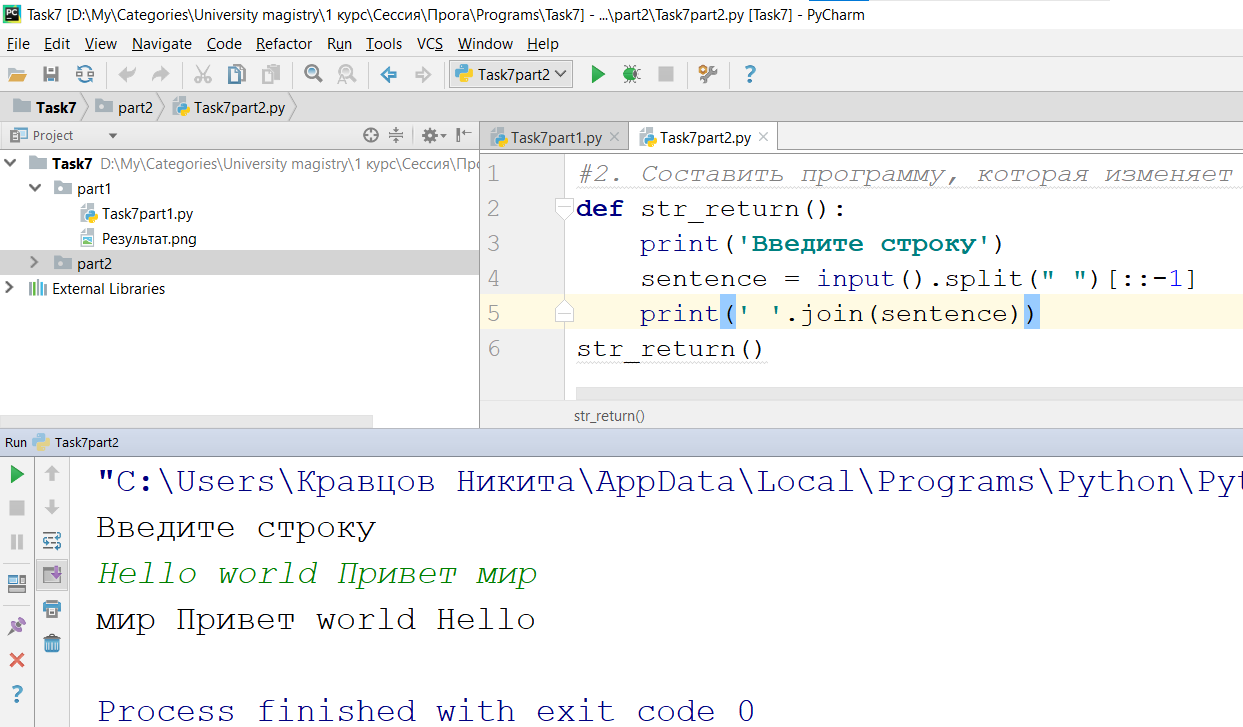 Task7 [D:\My\Categories\University magistry\1 курс\Сессия\Прога\Programs\Task7] - ...\part2\Task7part2.py [Task7] - PyCharm
File Edit View Navigate Code Refactor Run Tools VCS Window Help
Task7part2
Task7 part2 Task7part2.py
Project
Task7 D:\My\Categories\University magistry\1 курс\Сессия\Про
part1
Task7part1.py
Результат.png
part2
External Libraries
Task7part1.py Task7part2.py
1 #2. Составить программу, которая изменяет
2 def str_return():
3 print('Введите строку')
4 sentence = input().split(" ")[::-1]
5 print(' '.join(sentence))
6 str_return()
str_return()
Run Task7part2
"C:\Users\Кравцов Никита\AppData\Local\Programs\Python\Pyt
Введите строку
Hello world Привет мир
мир Привет world Hello
Process finished with exit code 0